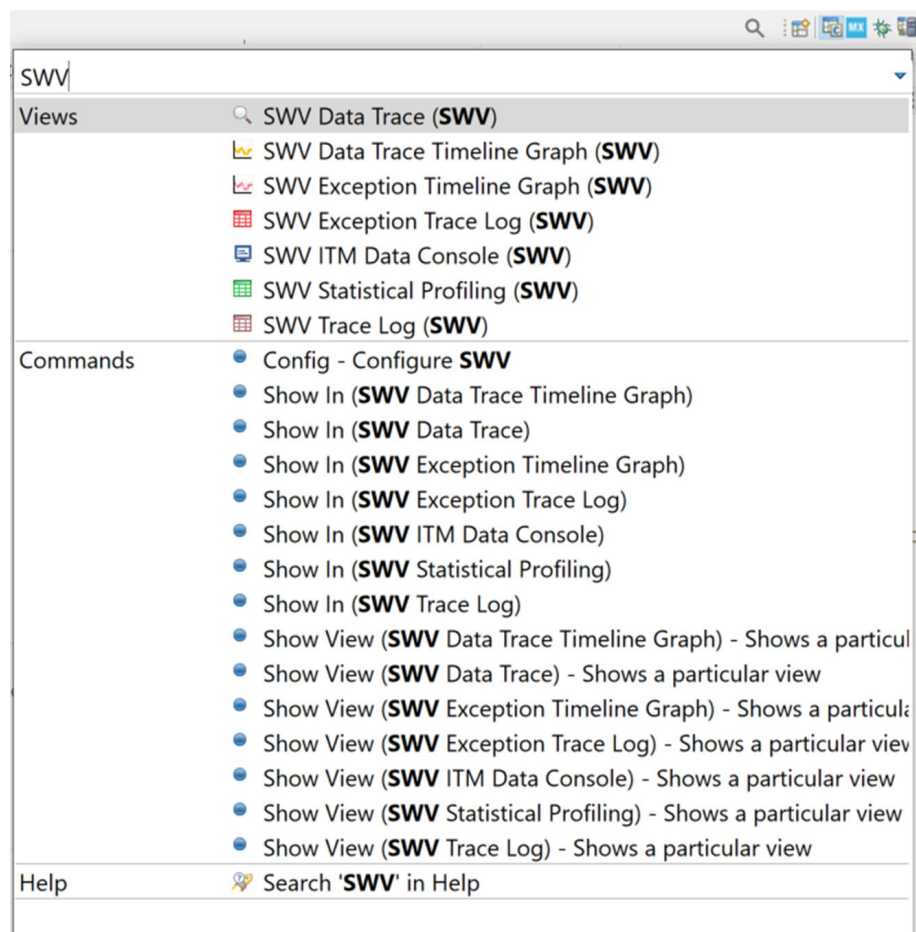 MX
SWV
Views SWV Data Trace (SWV)
SWV Data Trace Timeline Graph (SWV)
SWV Exception Timeline Graph (SWV)
SWV Exception Trace Log (SWV)
SWV ITM Data Console (SWV)
SWV Statistical Profiling (SWV)
SWV Trace Log (SWV)
Commands Config - Configure SWV
Show In (SWV Data Trace Timeline Graph)
Show In (SWV Data Trace)
Show In (SWV Exception Timeline Graph)
Show In (SWV Exception Trace Log)
Show In (SWV ITM Data Console)
Show In (SWV Statistical Profiling)
Show In (SWV Trace Log)
Show View (SWV Data Trace Timeline Graph) - Shows a particul
Show View (SWV Data Trace) - Shows a particular view
Show View (SWV Exception Timeline Graph) - Shows a particula
Show View (SWV Exception Trace Log) - Shows a particular view
Show View (SWV ITM Data Console) - Shows a particular view
Show View (SWV Statistical Profiling) - Shows a particular view
Show View (SWV Trace Log) - Shows a particular view
Help Search 'SWV' in Help